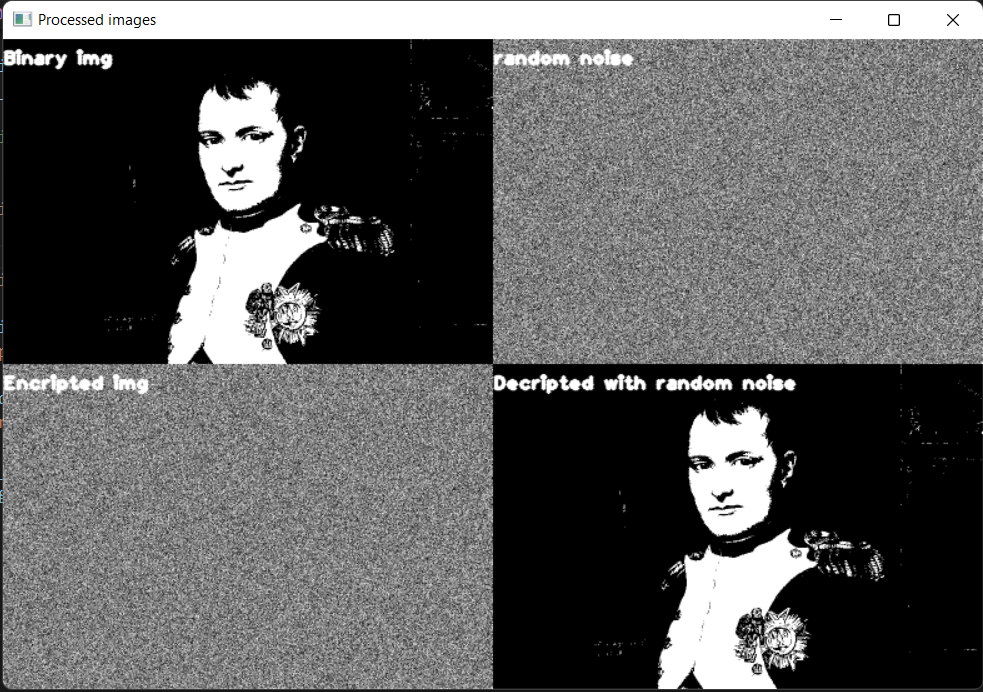 Processed images
Binary img
random noise
Encripted img
Decripted with random noise